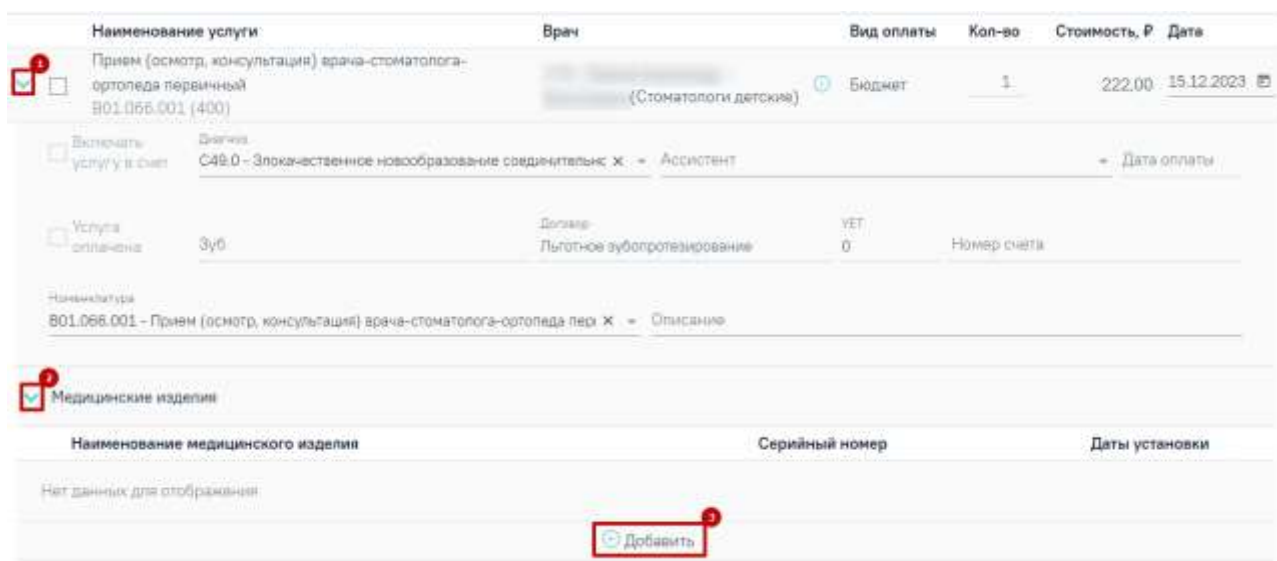 Наименование услуги Врач Вид оплаты Кол-во Стоимость, ₽ Дата
1
Прием (осмотр, консультация) врача-стоматолога-
ортопеда первичный
B01.066.001 (400)
(Стоматологи детские)
Бюджет 1 222,00 15.12.2023
Включать
услугу в счет
Диагноз
C49.0 - Злокачественное новообразование соединительнс × Ассистент Дата оплаты
Услуга
оплачена
Зуб
Договор
Льготное зубопротезирование
УЕТ
0
Номер счета
Номенклатура
B01.066.001 - Прием (осмотр, консультация) врача-стоматолога-ортопеда пер × Описание
2
Медицинские изделия
Наименование медицинского изделия Серийный номер Даты установки
Нет данных для отображения
3
Добавить